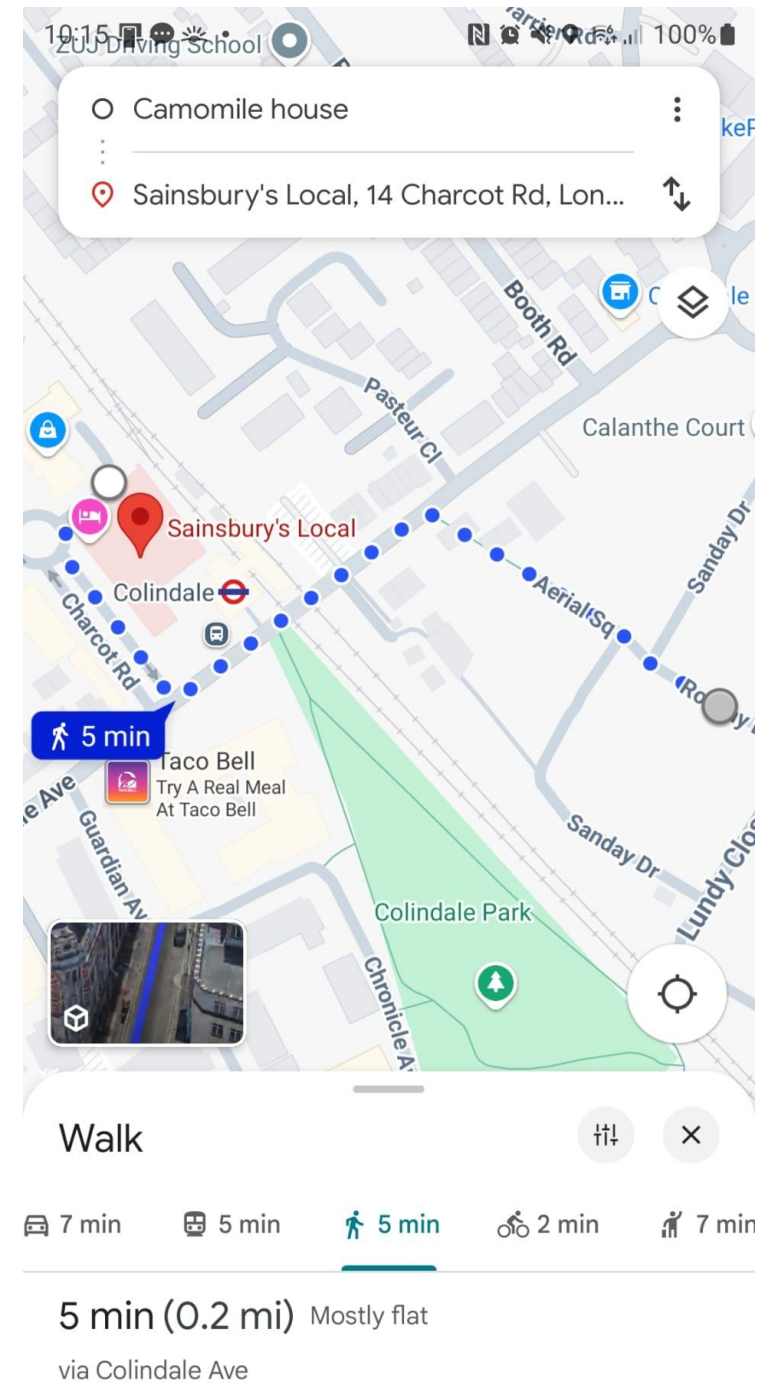 10:15
100%
ZUJ Driving School
Camomile house
keF
Sainsbury's Local, 14 Charcot Rd, Lon...
Booth Rd
C
le
Pasteur Cl
Calanthe Court
Sainsbury's Local
Sanday Dr
Colindale
Aerial Sq
Charcot Rd
5 min
Taco Bell
Try A Real Meal
At Taco Bell
e Ave
Guardian Av
Sanday Dr
Lundy Clo
Colindale Park
Chronicle A
Walk
7 min
5 min
5 min
2 min
7 min
5 min (0.2 mi) Mostly flat
via Colindale Ave